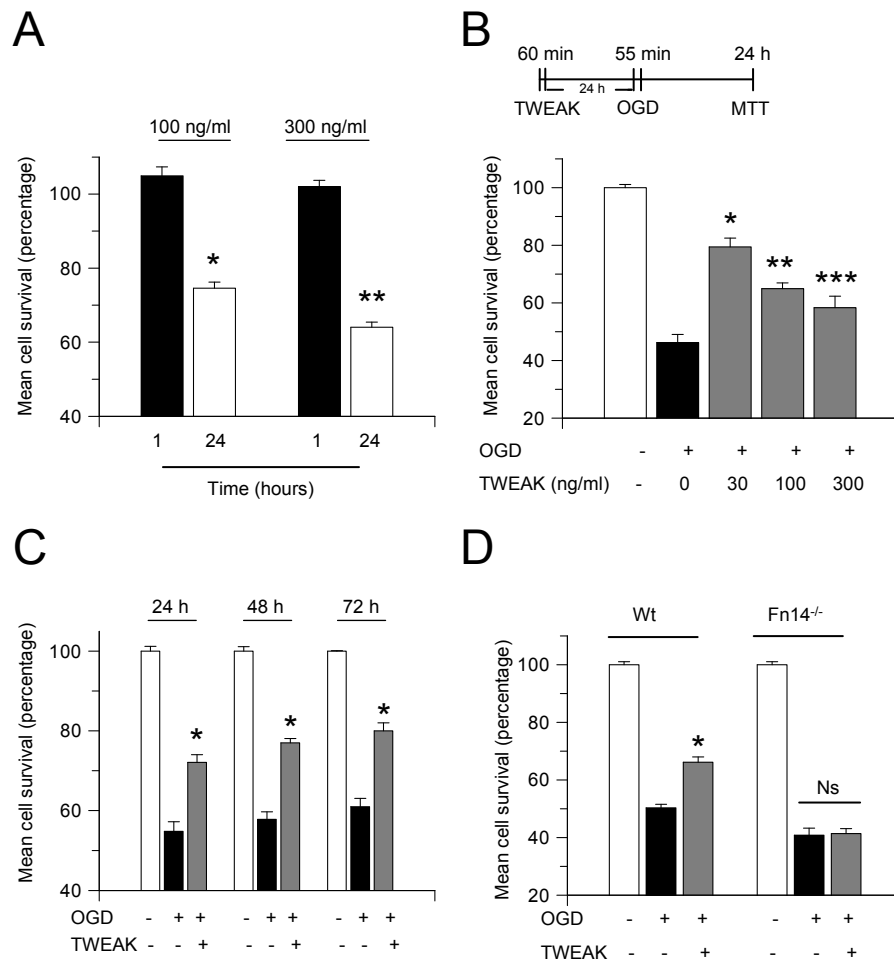 A
100 ng/ml 300 ng/ml
Mean cell survival (percentage)
100
80
60
40
* **
1 24 1 24
Time (hours)
B
60 min 55 min 24 h
24 h
TWEAK OGD MTT
Mean cell survival (percentage)
100
80
60
40
20
* ** ***
OGD - + + + +
TWEAK (ng/ml) - 0 30 100 300
C
24 h 48 h 72 h
Mean cell survival (percentage)
100
80
60
40
* * *
OGD - + + - + + - + +
TWEAK - - + - - + - - +
D
Wt Fn14-/-
Mean cell survival (percentage)
100
80
60
40
20
* Ns
OGD - + + - + +
TWEAK - - + - - +